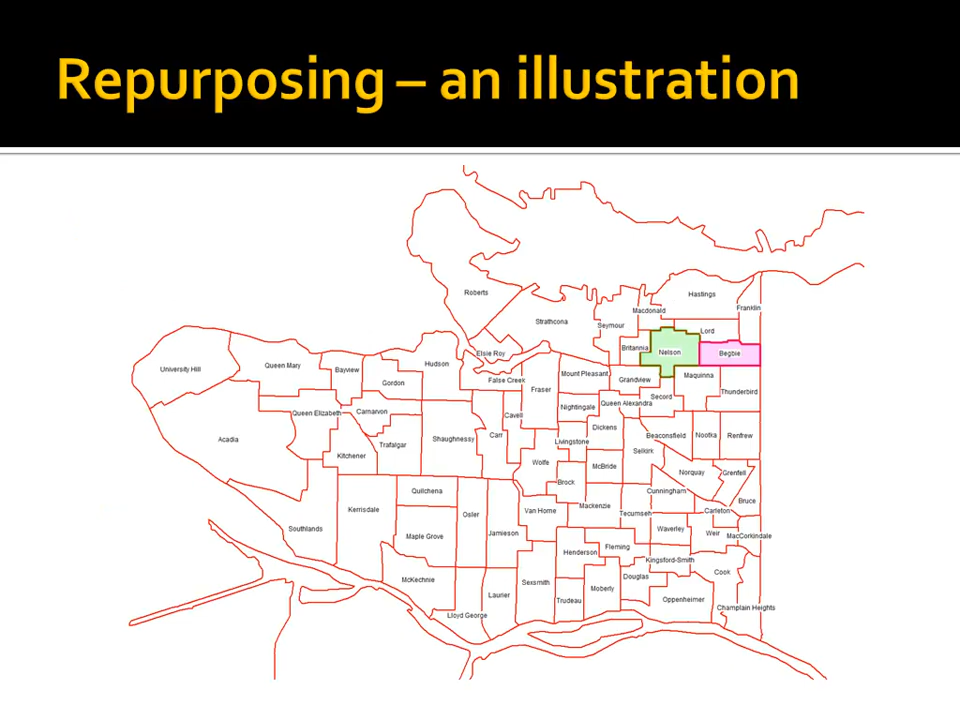 Repurposing – an illustration
Roberts
Hastings
Franklin
Macdonald
Strathcona
Seymour
Lord
Britannia
Nelson
Begbie
Elsie Roy
University Hill
Queen Mary
Bayview
Hudson
Gordon
False Creek
Fraser
Mount Pleasant
Grandview
Maquinna
Thunderbird
Secord
Queen Alexandra
Nightingale
Queen Elizabeth
Carnarvon
Cavell
Dickens
Acadia
Trafalgar
Shaughnessy
Carr
Livingstone
Beaconsfield
Nootka
Renfrew
Kitchener
Selkirk
Wolfe
McBride
Norquay
Grenfell
Brock
Quilchena
Cunningham
Bruce
Kerrisdale
Osler
Van Horne
Mackenzie
Tecumseh
Carleton
Southlands
Maple Grove
Jamieson
Waverley
Weir
MacCorkindale
Fleming
Henderson
Kingsford-Smith
McKechnie
Sexsmith
Moberly
Douglas
Cook
Laurier
Trudeau
Oppenheimer
Champlain Heights
Lloyd George